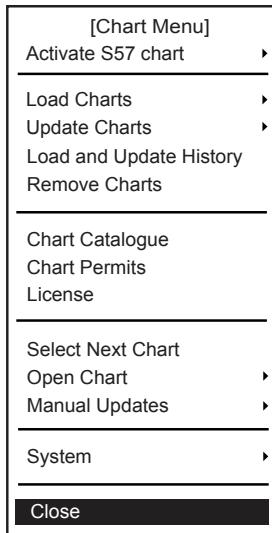 [Chart Menu]
Activate S57 chart
Load Charts
Update Charts
Load and Update History
Remove Charts
Chart Catalogue
Chart Permits
License
Select Next Chart
Open Chart
Manual Updates
System
Close